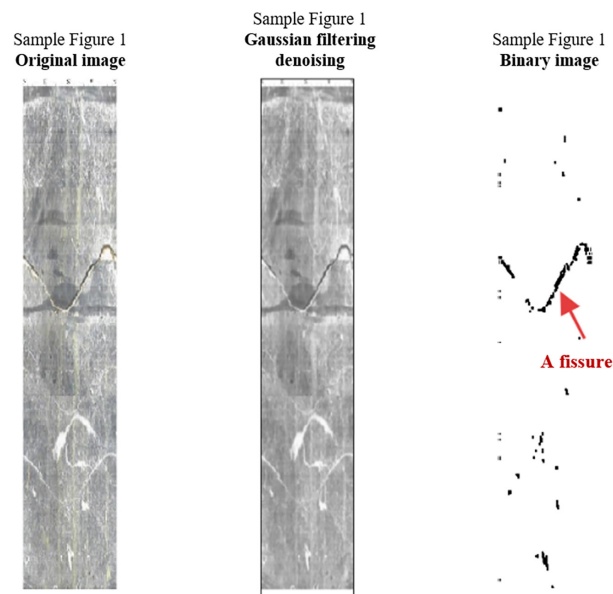 Sample Figure 1
Original image
Sample Figure 1
Gaussian filtering
denoising
Sample Figure 1
Binary image
A fissure